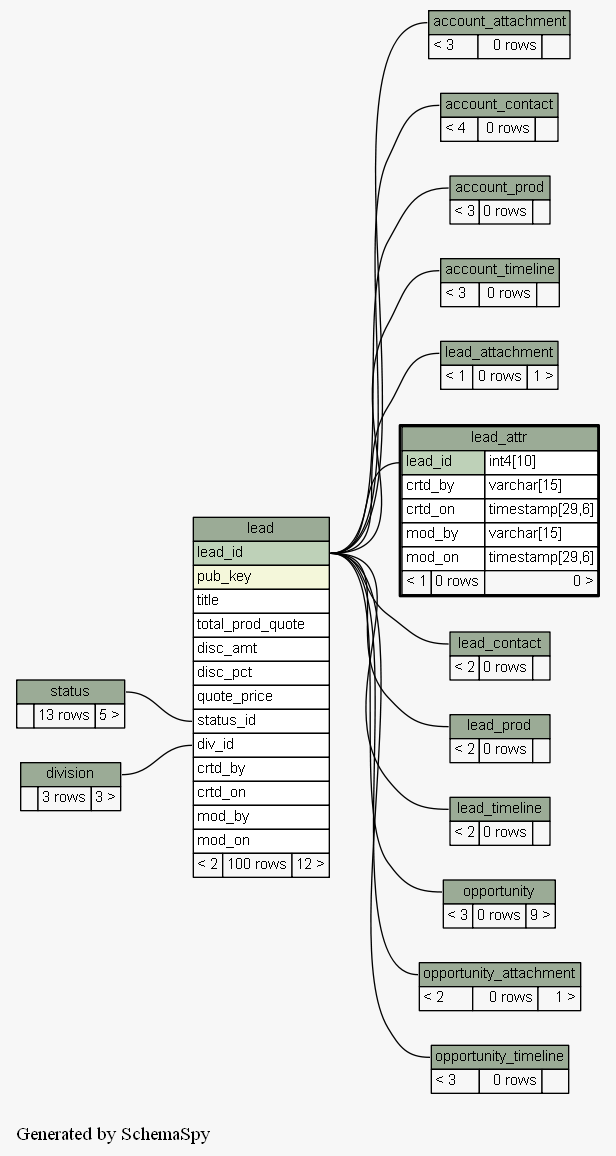 account_attachment
< 3 0 rows
account_contact
< 4 0 rows
account_prod
< 3 0 rows
account_timeline
< 3 0 rows
lead_attachment
< 1 0 rows 1 >
lead_attr
lead_id int4[10]
crtd_by varchar[15]
crtd_on timestamp[29,6]
mod_by varchar[15]
mod_on timestamp[29,6]
< 1 0 rows 0 >
lead
lead_id
pub_key
title
total_prod_quote
disc_amt
disc_pct
quote_price
status_id
div_id
crtd_by
crtd_on
mod_by
mod_on
< 2 100 rows 12 >
status
13 rows 5 >
division
3 rows 3 >
lead_contact
< 2 0 rows
lead_prod
< 2 0 rows
lead_timeline
< 2 0 rows
opportunity
< 3 0 rows 9 >
opportunity_attachment
< 2 0 rows 1 >
opportunity_timeline
< 3 0 rows
Generated by SchemaSpy